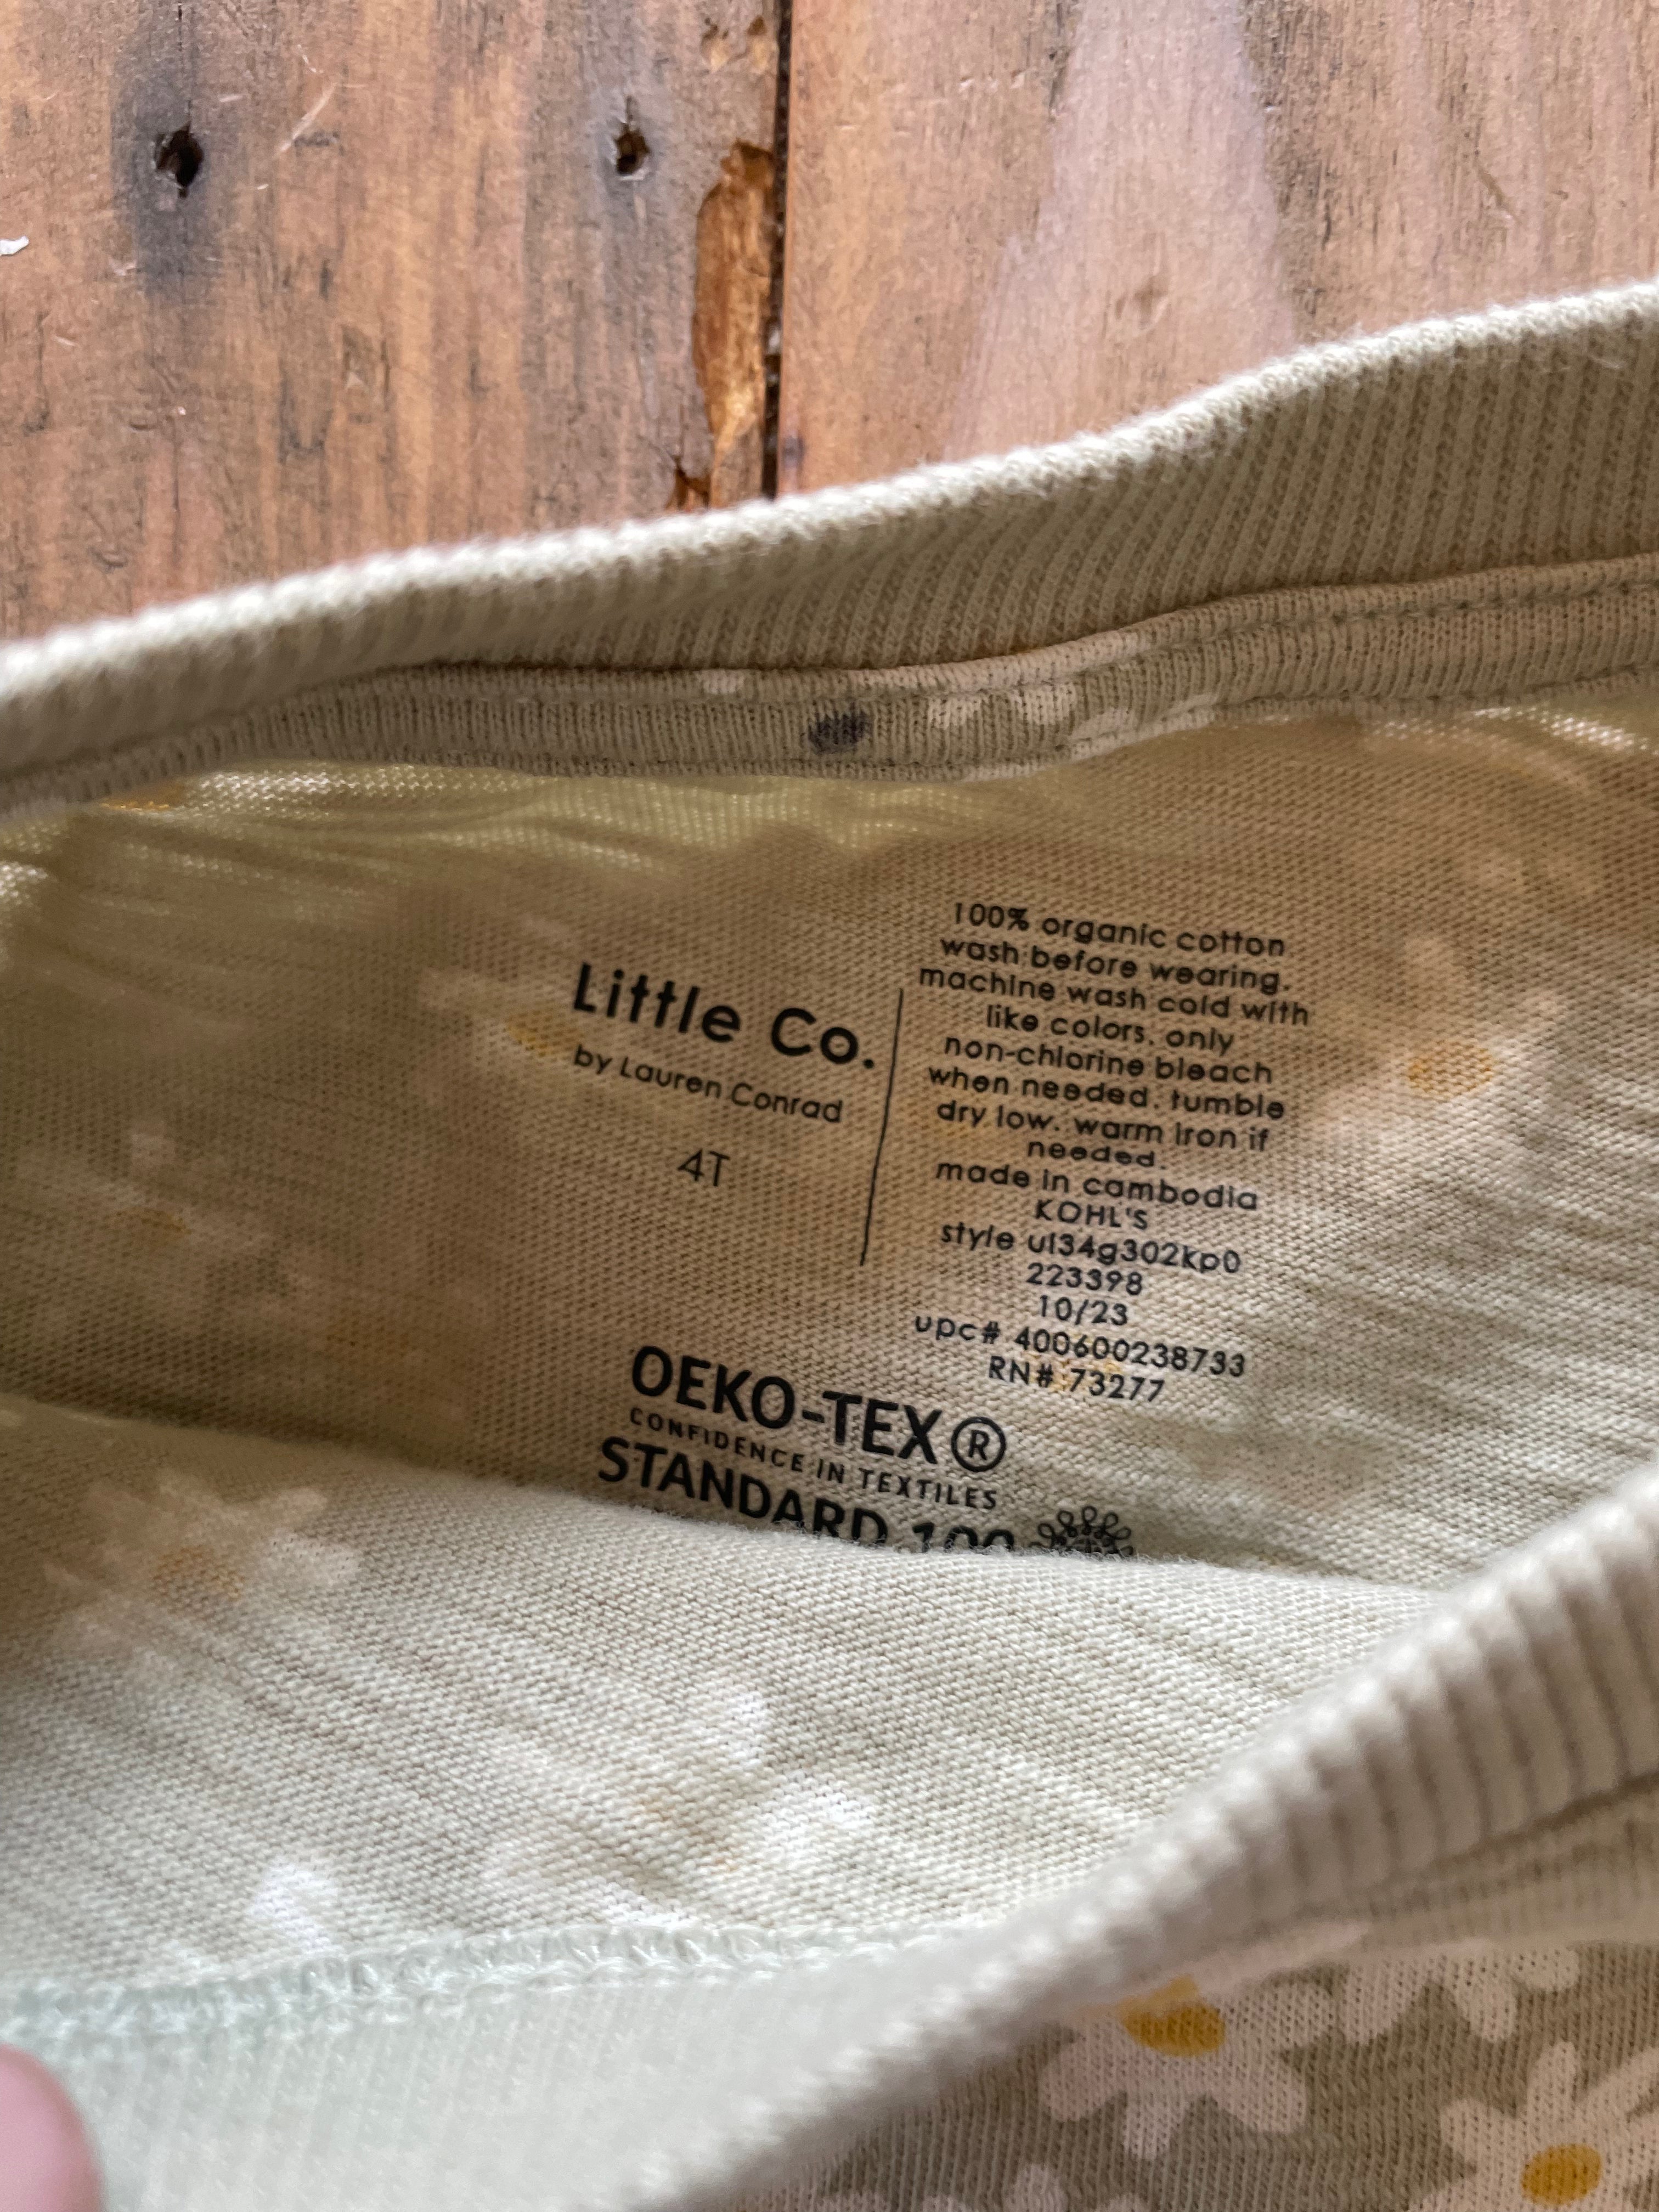 Little Co.
by Lauren Conrad
4T
100% organic cotton
wash before wearing.
machine wash cold with
like colors. only
non-chlorine bleach
when needed. tumble
dry low. warm iron if
needed.
made in cambodia
KOHL'S
style ul34g302kp0
223398
10/23
upc# 400600238733
RN# 73277
OEKO-TEX®
CONFIDENCE IN TEXTILES
STANDARD 100